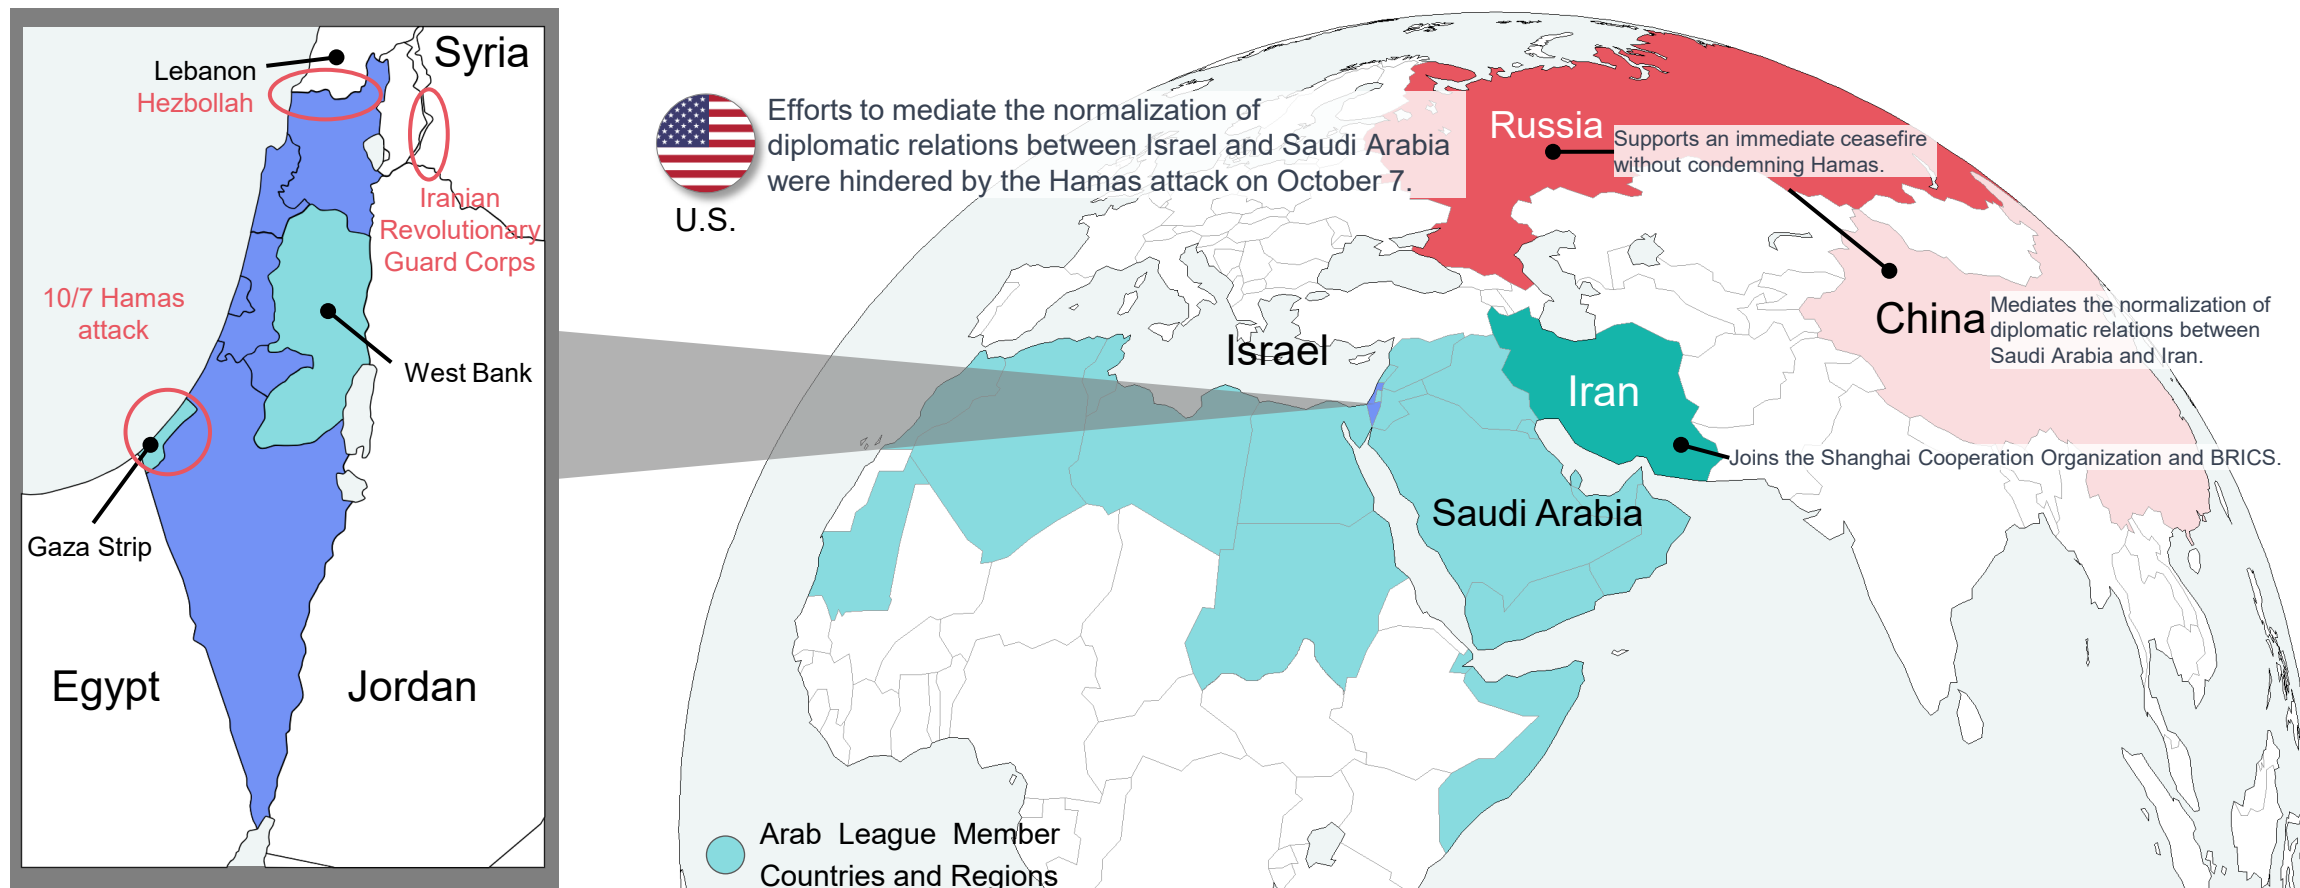 Syria
Lebanon
Hezbollah
Iranian
Revolutionary
Guard Corps
10/7 Hamas
attack
West Bank
Gaza Strip
Egypt
Jordan
Efforts to mediate the normalization of
diplomatic relations between Israel and Saudi Arabia
were hindered by the Hamas attack on October 7.
U.S.
Russia
Supports an immediate ceasefire
without condemning Hamas.
China
Mediates the normalization of
diplomatic relations between
Saudi Arabia and Iran.
Israel
Iran
Joins the Shanghai Cooperation Organization and BRICS.
Saudi Arabia
Arab League Member
Countries and Regions